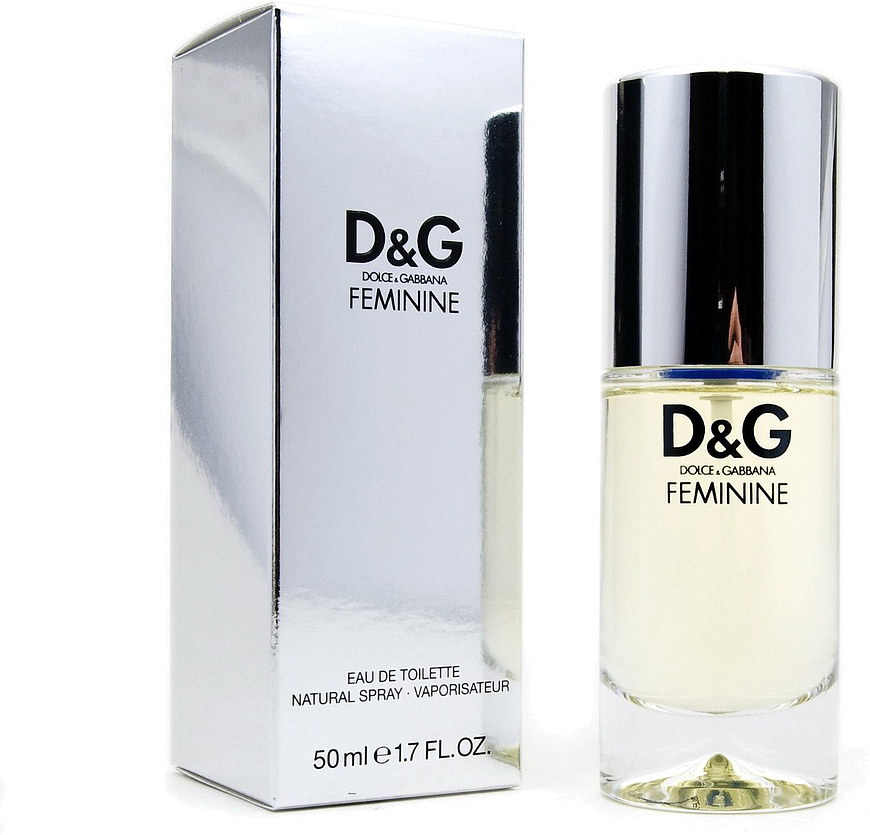 D&G
DOLCE & GABBANA
FEMININE
EAU DE TOILETTE
NATURAL SPRAY · VAPORISATEUR
50 ml ℮ 1.7 FL.OZ.
D&G
DOLCE & GABBANA
FEMININE